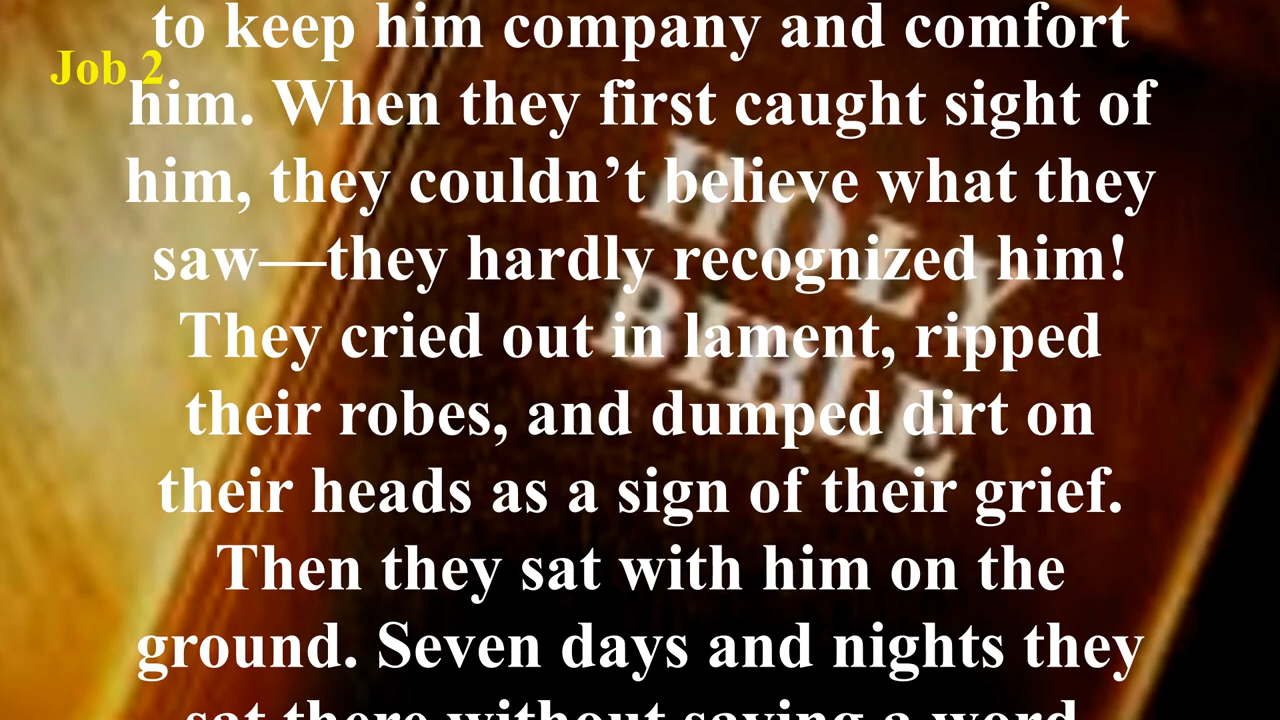 to keep him company and comfort
Job 2
him. When they first caught sight of
him, they couldn’t believe what they
saw—they hardly recognized him!
They cried out in lament, ripped
their robes, and dumped dirt on
their heads as a sign of their grief.
Then they sat with him on the
ground. Seven days and nights they
sat there without saying a word.
HOLY
BIBLE